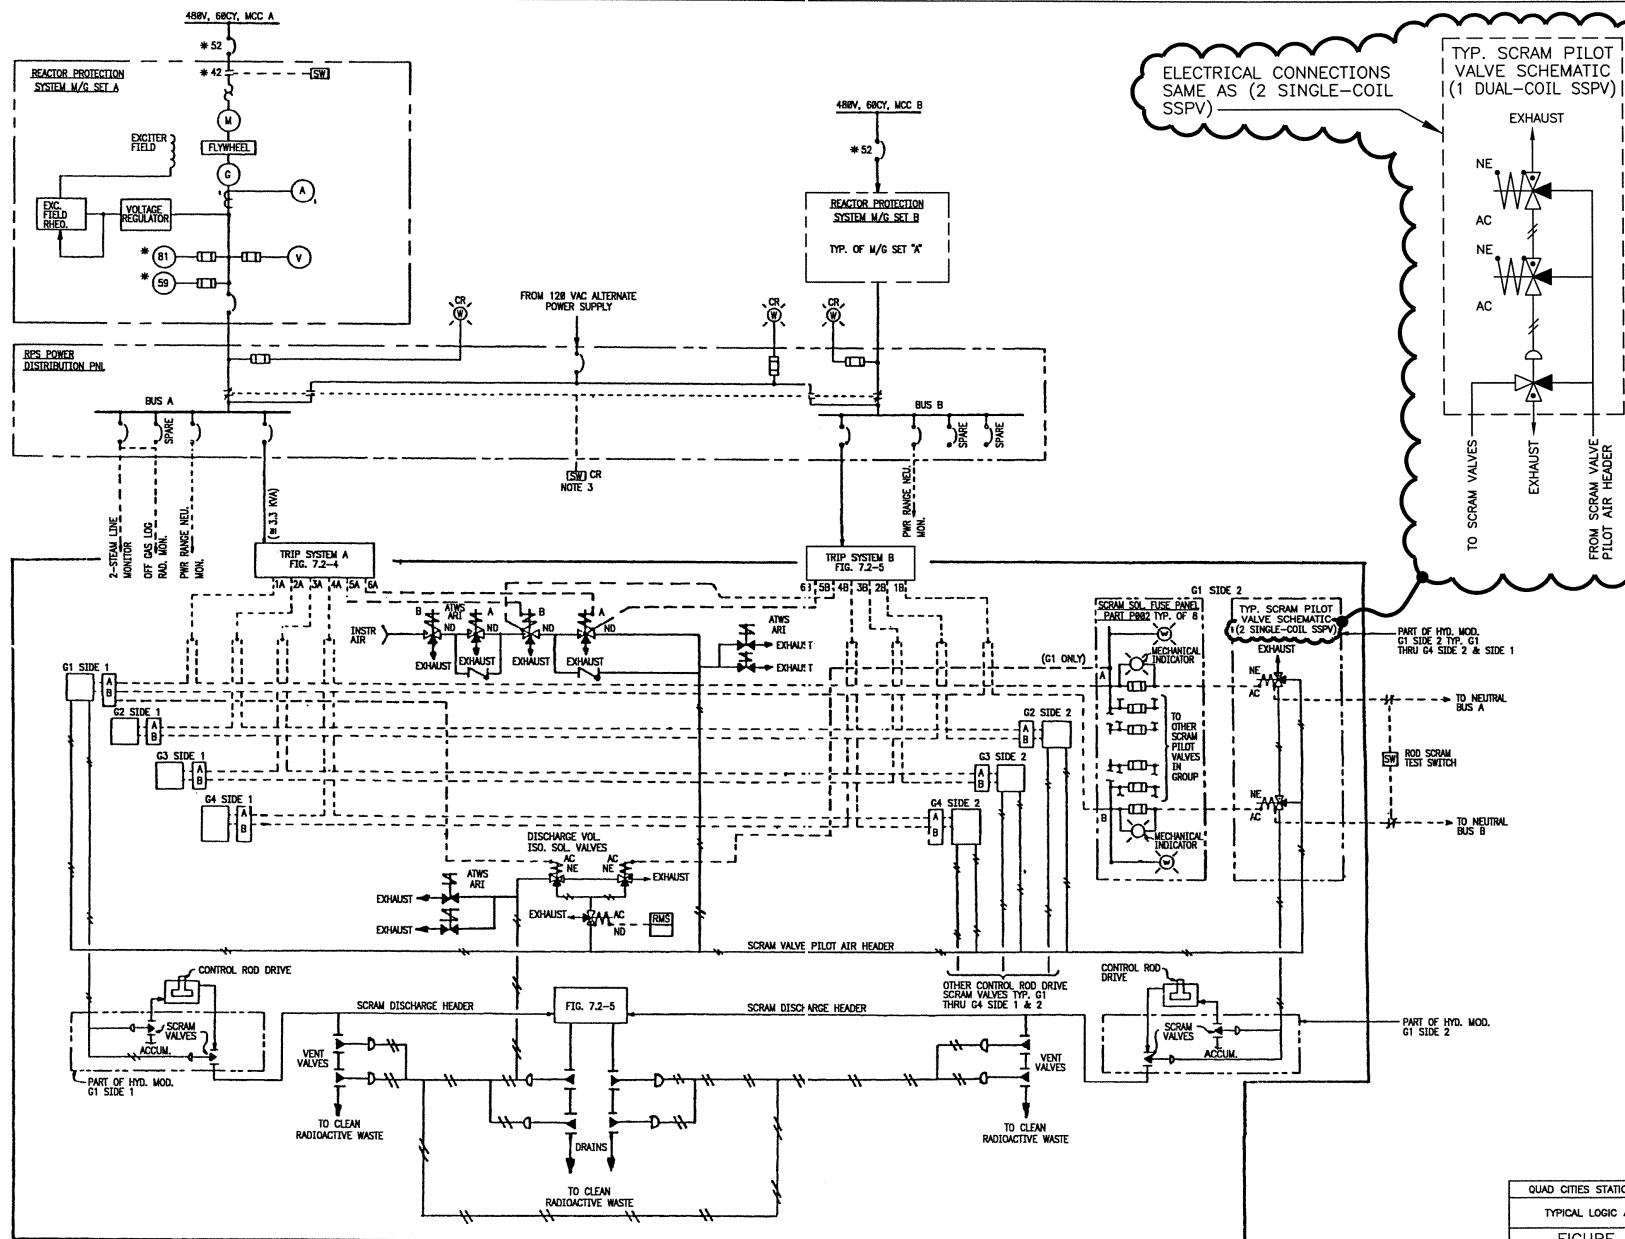 480V, 60CY, MCC A
* 52
REACTOR PROTECTION
SYSTEM M/G SET A
* 42
SW
M
EXCITER
FIELD
FLYWHEEL
G
A
EXC.
FIELD
RHEO.
VOLTAGE
REGULATOR
* 81
V
* 59
480V, 60CY, MCC B
* 52
REACTOR PROTECTION
SYSTEM M/G SET B
TYP. OF M/G SET "A"
ELECTRICAL CONNECTIONS
SAME AS (2 SINGLE-COIL
SSPV)
TYP. SCRAM PILOT
VALVE SCHEMATIC
(1 DUAL-COIL SSPV)
EXHAUST
NE
AC
NE
AC
TO SCRAM VALVES
EXHAUST
FROM SCRAM VALVE
PILOT AIR HEADER
CR
W
FROM 120 VAC ALTERNATE
POWER SUPPLY
CR
W
CR
W
RPS POWER
DISTRIBUTION PNL
BUS A
SPARE
BUS B
SPARE
SPARE
SW CR
NOTE 3
2-STEAM LINE
MONITOR
OFF GAS LOG
RAD. MON.
PWR RANGE NEU.
MON.
(≅ 3.3 KVA)
PWR RANGE NEU.
MON.
TRIP SYSTEM A
FIG. 7.2-4
1A 2A 3A 4A 5A 6A
TRIP SYSTEM B
FIG. 7.2-5
5B 4B 3B 2B 1B
INSTR
AIR
B
ATWS
ARI
A
ND
ND
B
ND
A
ND
EXHAUST
EXHAUST
EXHAUST
EXHAUST
ATWS
ARI
EXHAUST
EXHAUST
G1 SIDE 2
SCRAM SOL. FUSE PANEL
PART P002 TYP. OF 8
W
MECHANICAL
INDICATOR
(G1 ONLY)
A
TO
OTHER
SCRAM
PILOT
VALVES
IN
GROUP
B
MECHANICAL
INDICATOR
W
TYP. SCRAM PILOT
VALVE SCHEMATIC
(2 SINGLE-COIL SSPV)
EXHAUST
NE
AC
NE
AC
PART OF HYD. MOD.
G1 SIDE 2 TYP. G1
THRU G4 SIDE 2 & SIDE 1
TO NEUTRAL
BUS A
SW
ROD SCRAM
TEST SWITCH
TO NEUTRAL
BUS B
G1 SIDE 1
A
B
G2 SIDE 1
A
B
G3 SIDE 1
A
B
G4 SIDE 1
A
B
G2 SIDE 2
A
B
G3 SIDE 2
A
B
G4 SIDE 2
A
B
DISCHARGE VOL.
ISO. SOL. VALVES
AC
NE
AC
NE
EXHAUST
ATWS
ARI
EXHAUST
EXHAUST
EXHAUST
AC
ND
RMS
SCRAM VALVE PILOT AIR HEADER
CONTROL ROD DRIVE
SCRAM
VALVES
ACCUM.
PART OF HYD. MOD.
G1 SIDE 1
SCRAM DISCHARGE HEADER
FIG. 7.2-5
SCRAM DISCHARGE HEADER
OTHER CONTROL ROD DRIVE
SCRAM VALVES TYP. G1
THRU G4 SIDE 1 & 2
CONTROL ROD
DRIVE
SCRAM
VALVES
ACCUM.
PART OF HYD. MOD.
G1 SIDE 2
VENT
VALVES
VENT
VALVES
TO CLEAN
RADIOACTIVE WASTE
DRAINS
TO CLEAN
RADIOACTIVE WASTE
TO CLEAN
RADIOACTIVE WASTE
QUAD CITIES STATIO
TYPICAL LOGIC
FIGURE